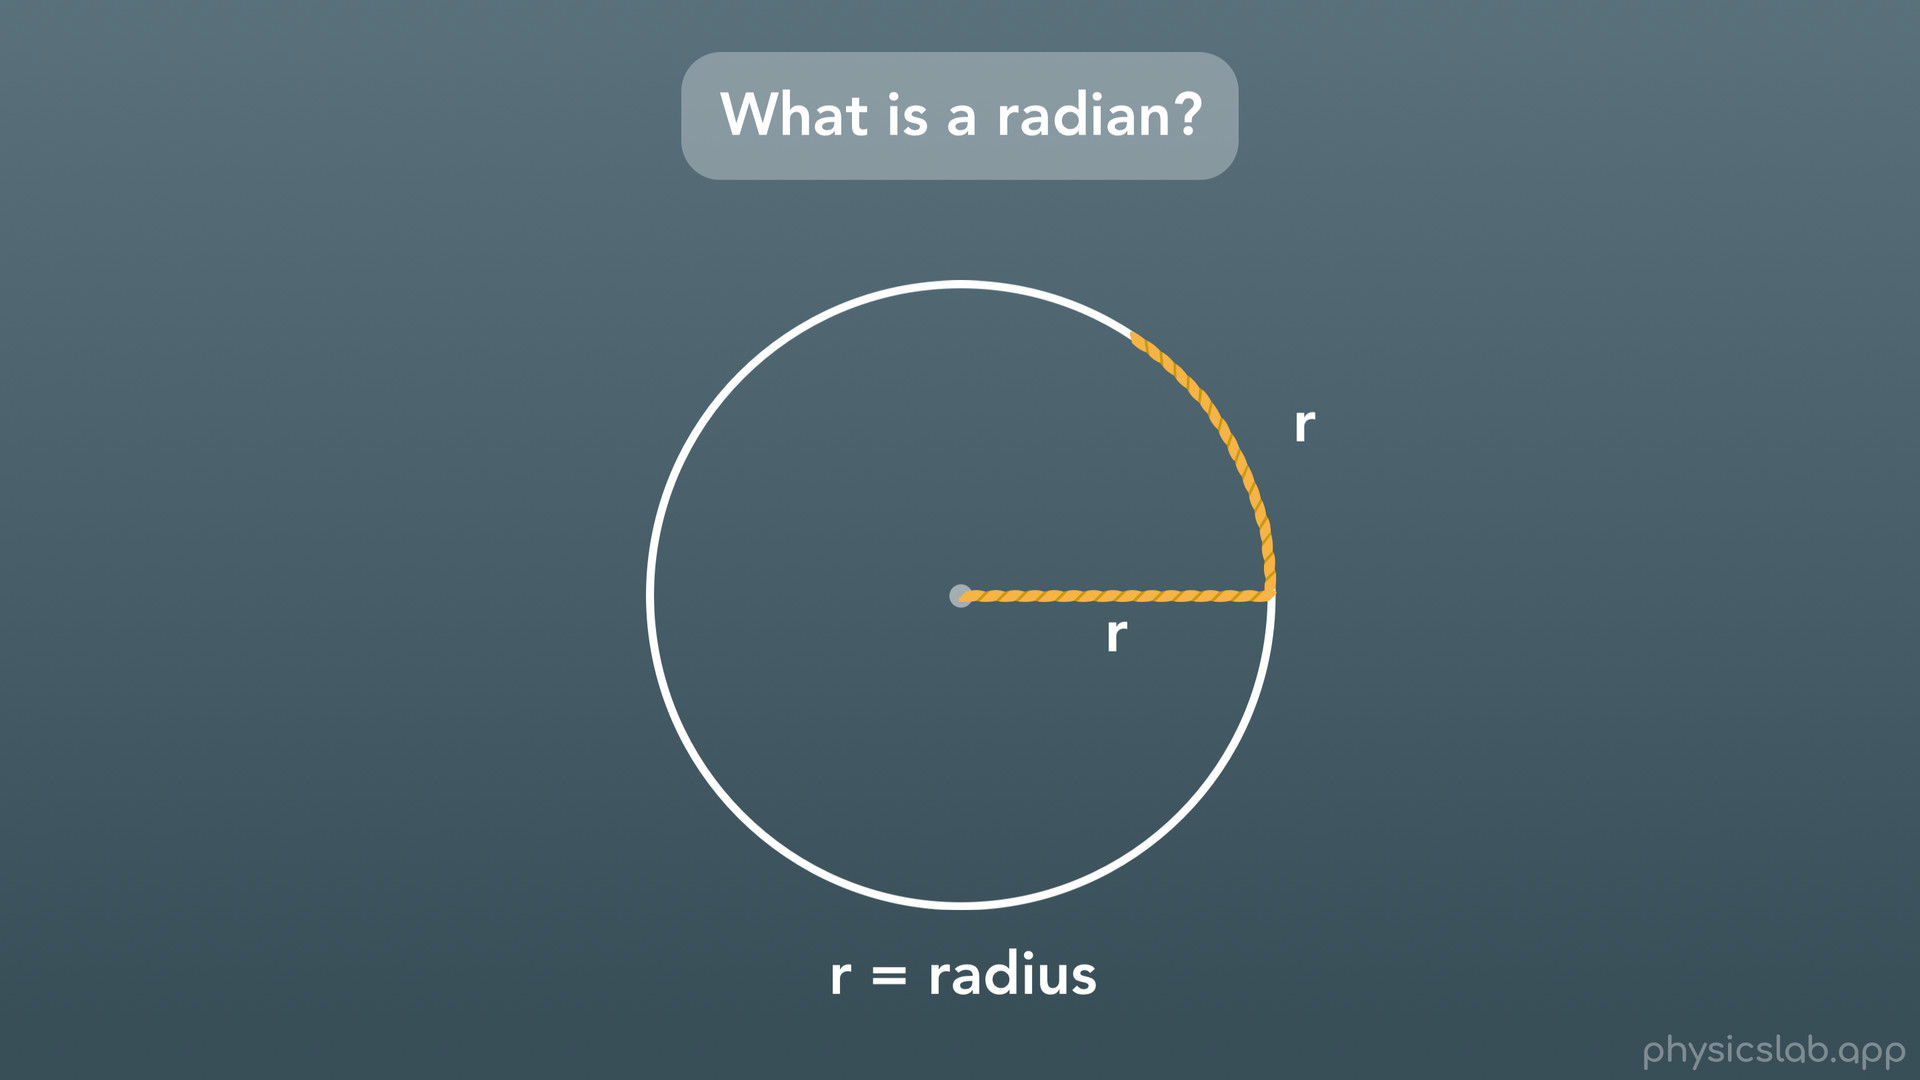 What is a radian?
r
r
r = radius
physicslab.app